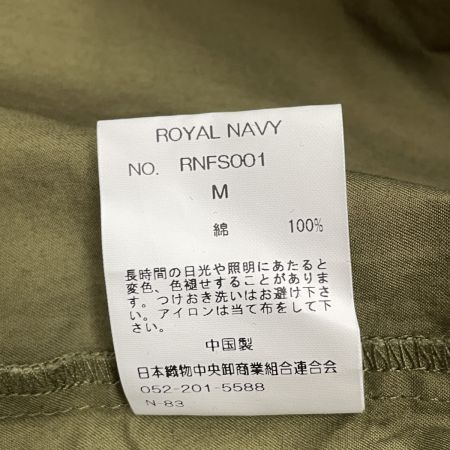 ROYAL NAVY
NO. RNFS001
M
綿 100%
長時間の日光や照明にあたると
変色、色褪せすることがありま
す。つけおき洗いはお避け下さ
い。アイロンは当て布をして下
さい。
中国製
日本織物中央卸商業組合連合会
052-201-5588
N-83